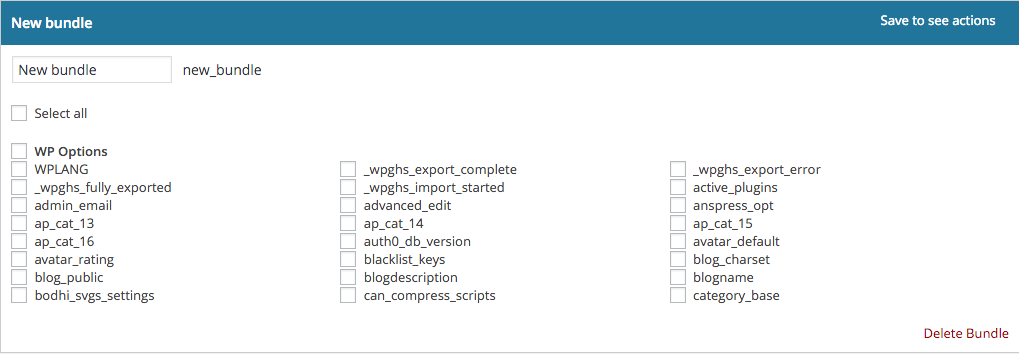 New bundle Save to see actions
New bundle new_bundle
Select all
WP Options
WPLANG _wpghs_export_complete _wpghs_export_error
_wpghs_fully_exported _wpghs_import_started active_plugins
admin_email advanced_edit anspress_opt
ap_cat_13 ap_cat_14 ap_cat_15
ap_cat_16 auth0_db_version avatar_default
avatar_rating blacklist_keys blog_charset
blog_public blogdescription blogname
bodhi_svgs_settings can_compress_scripts category_base
Delete Bundle